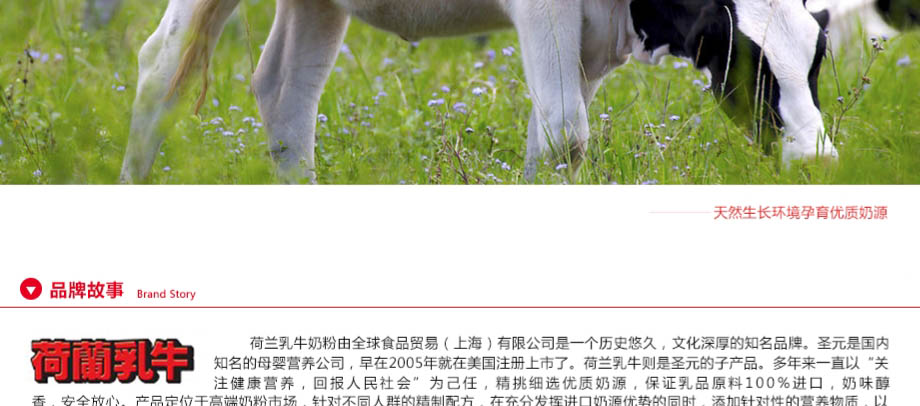 天然生长环境孕育优质奶源
品牌故事 Brand Story
荷蘭乳牛
荷兰乳牛奶粉由全球食品贸易（上海）有限公司是一个历史悠久，文化深厚的知名品牌。圣元是国内
知名的母婴营养公司，早在2005年就在美国注册上市了。荷兰乳牛则是圣元的子产品。多年来一直以“关
注健康营养，回报人民社会”为己任，精挑细选优质奶源，保证乳品原料100%进口，奶味醇
香，安全放心。产品定位于高端奶粉市场，针对不同人群的精制配方，在充分发挥进口奶源优势的同时，添加针对性的营养物质，以